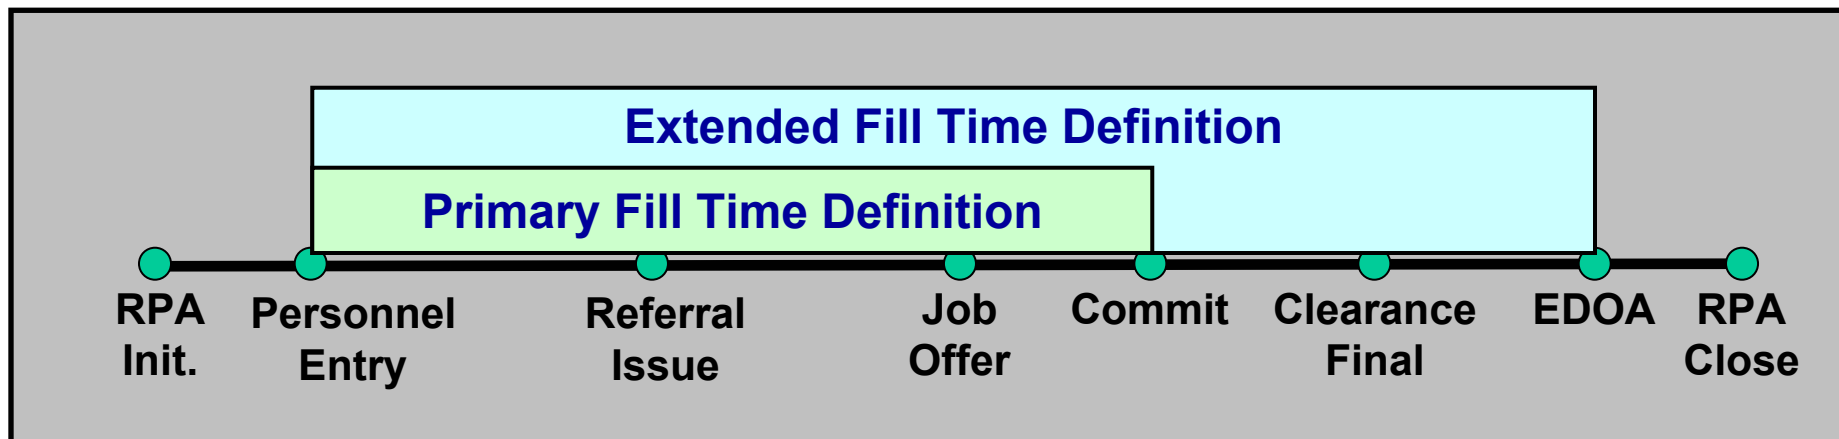 Extended Fill Time Definition
Primary Fill Time Definition
RPA
Init.
Personnel
Entry
Referral
Issue
Job
Offer
Commit
Clearance
Final
EDOA
RPA
Close